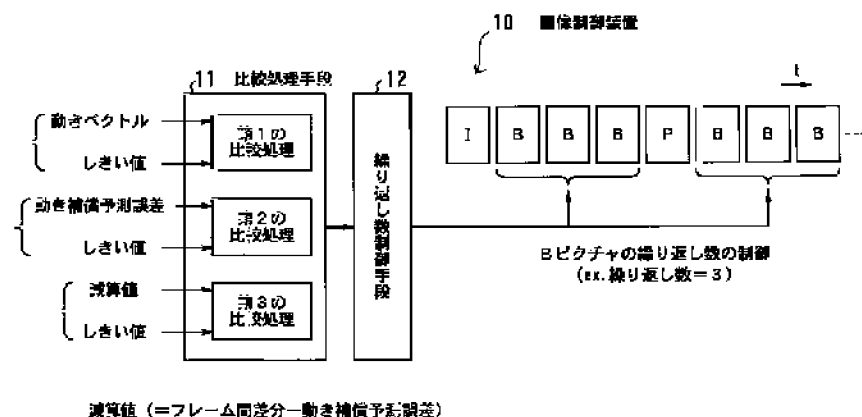 10 画像制御装置
11 比較処理手段
12
t
動きベクトル
しきい値
第1の
比較処理
動き補償予測誤差
しきい値
第2の
比較処理
減算値
しきい値
第3の
比較処理
繰り返し数制御手段
I B B B P B B B
Bピクチャの繰り返し数の制御
(ex.繰り返し数=3)
減算値(=フレーム間差分−動き補償予測誤差)